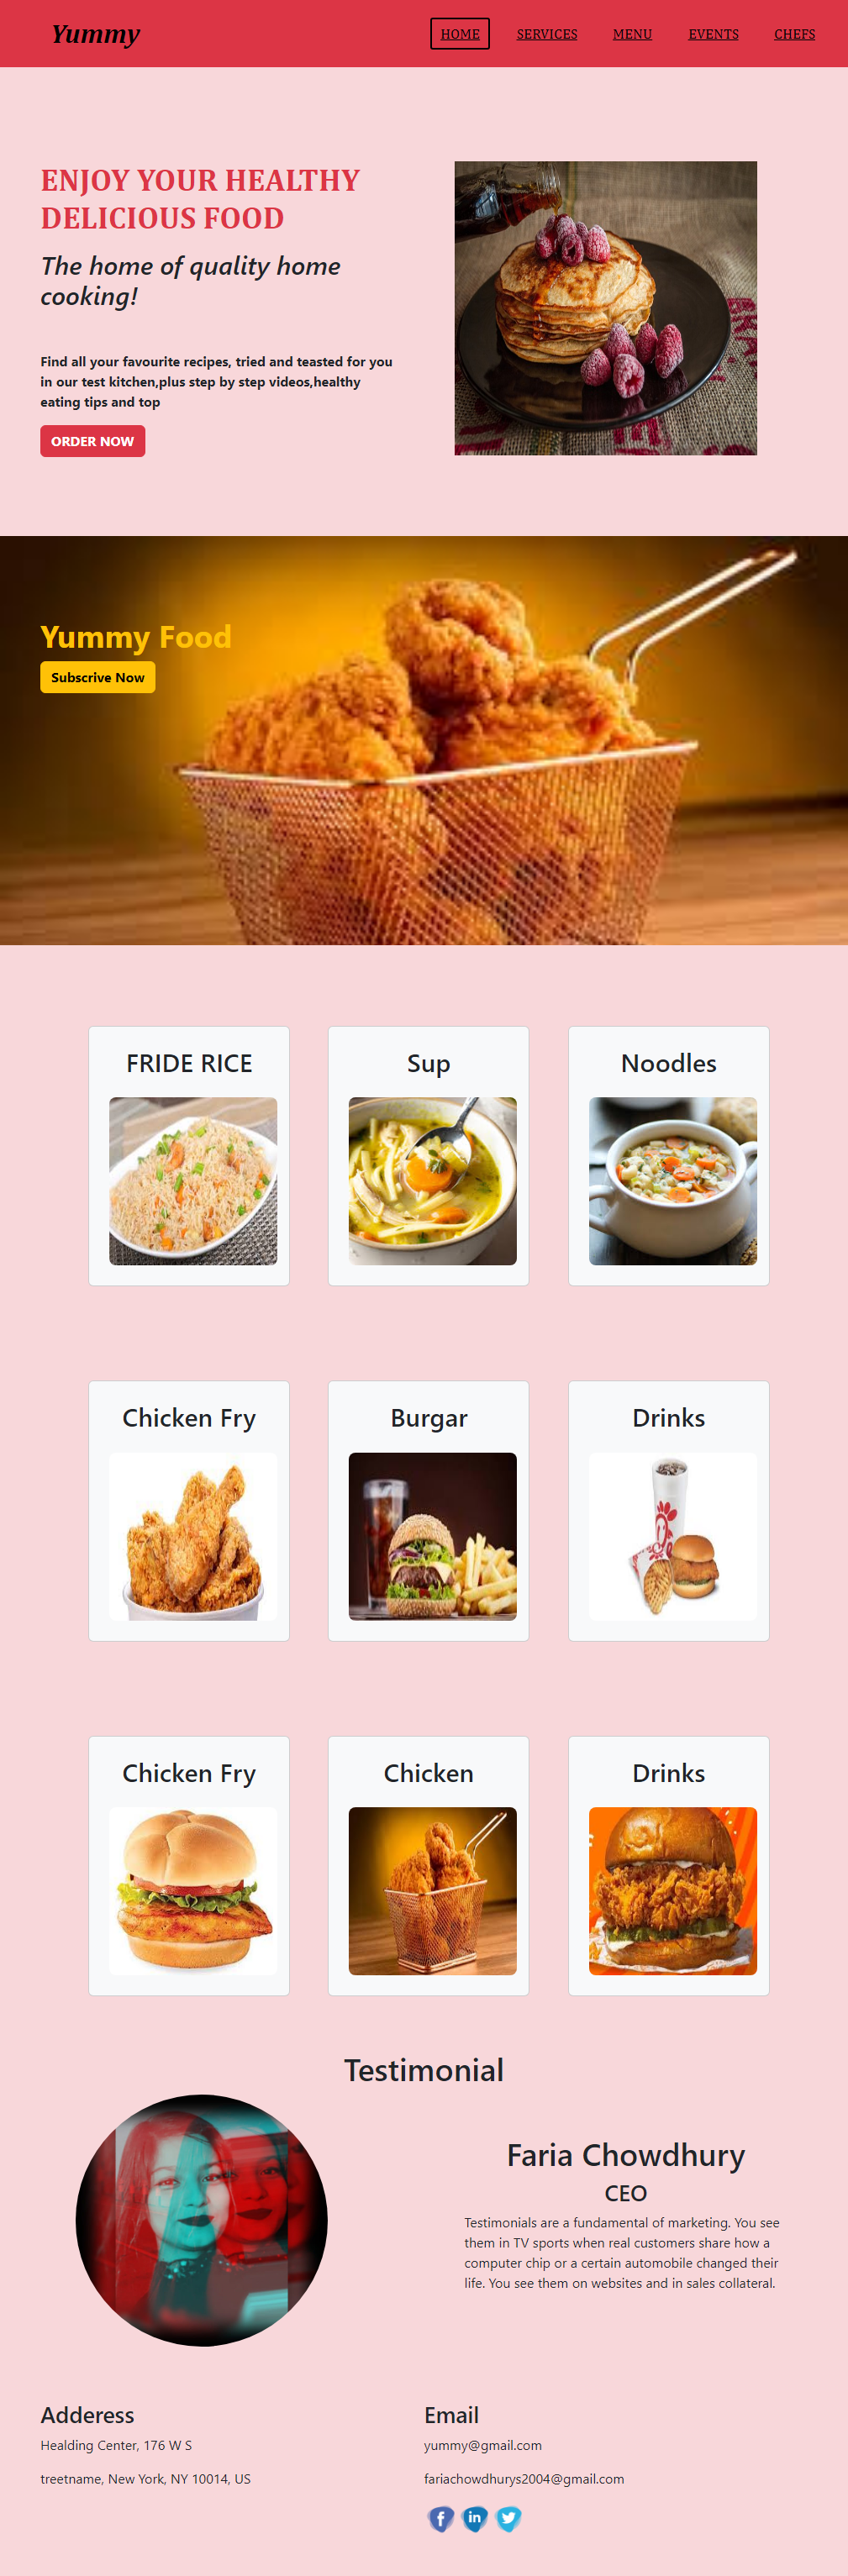 Yummy
HOME SERVICES MENU EVENTS CHEFS
ENJOY YOUR HEALTHY
DELICIOUS FOOD
The home of quality home
cooking!
Find all your favourite recipes, tried and teasted for you
in our test kitchen,plus step by step videos,healthy
eating tips and top
ORDER NOW
Yummy Food
Subscrive Now
FRIDE RICE
Sup
Noodles
Chicken Fry
Burgar
Drinks
Chicken Fry
Chicken
Drinks
Testimonial
Faria Chowdhury
CEO
Testimonials are a fundamental of marketing. You see
them in TV sports when real customers share how a
computer chip or a certain automobile changed their
life. You see them on websites and in sales collateral.
Adderess
Healding Center, 176 W S
treetname, New York, NY 10014, US
Email
yummy@gmail.com
fariachowdhurys2004@gmail.com
f in